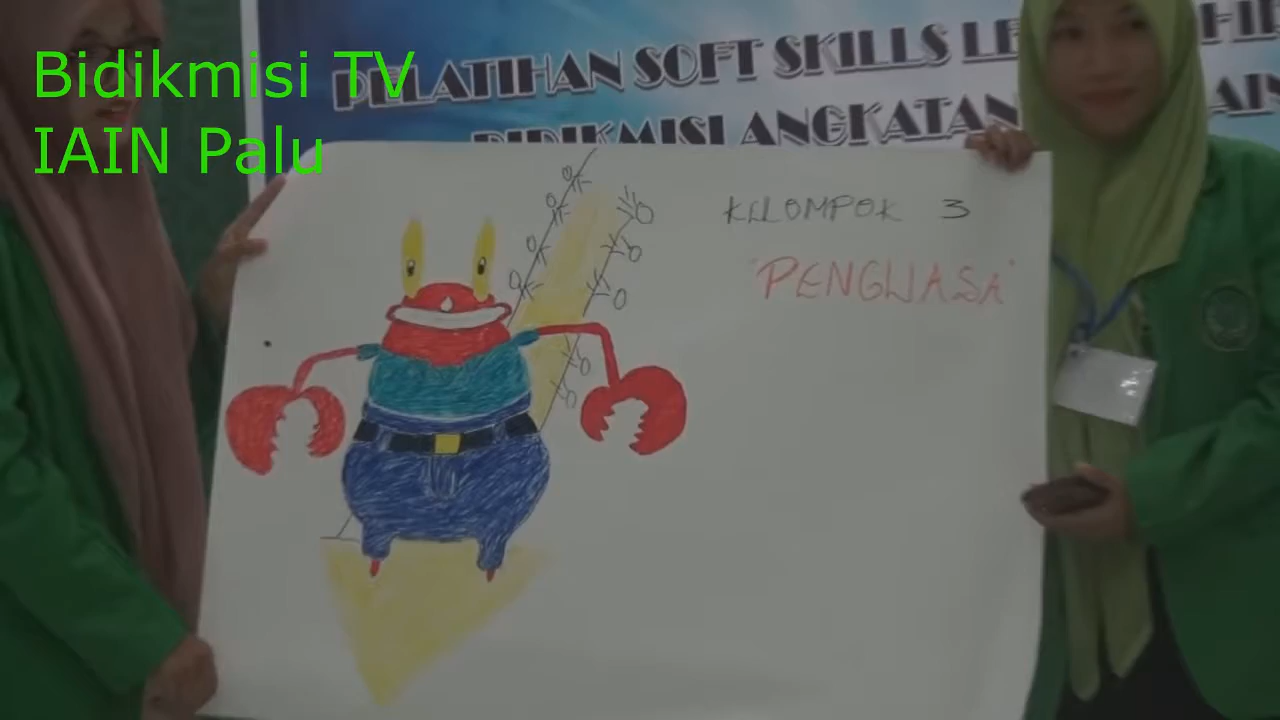 Bidikmisi TV
IAIN Palu
PELATIHAN SOFT SKILLS
BIDIKMISI ANGKATAN
KELOMPOK 3
"PENGUASA"